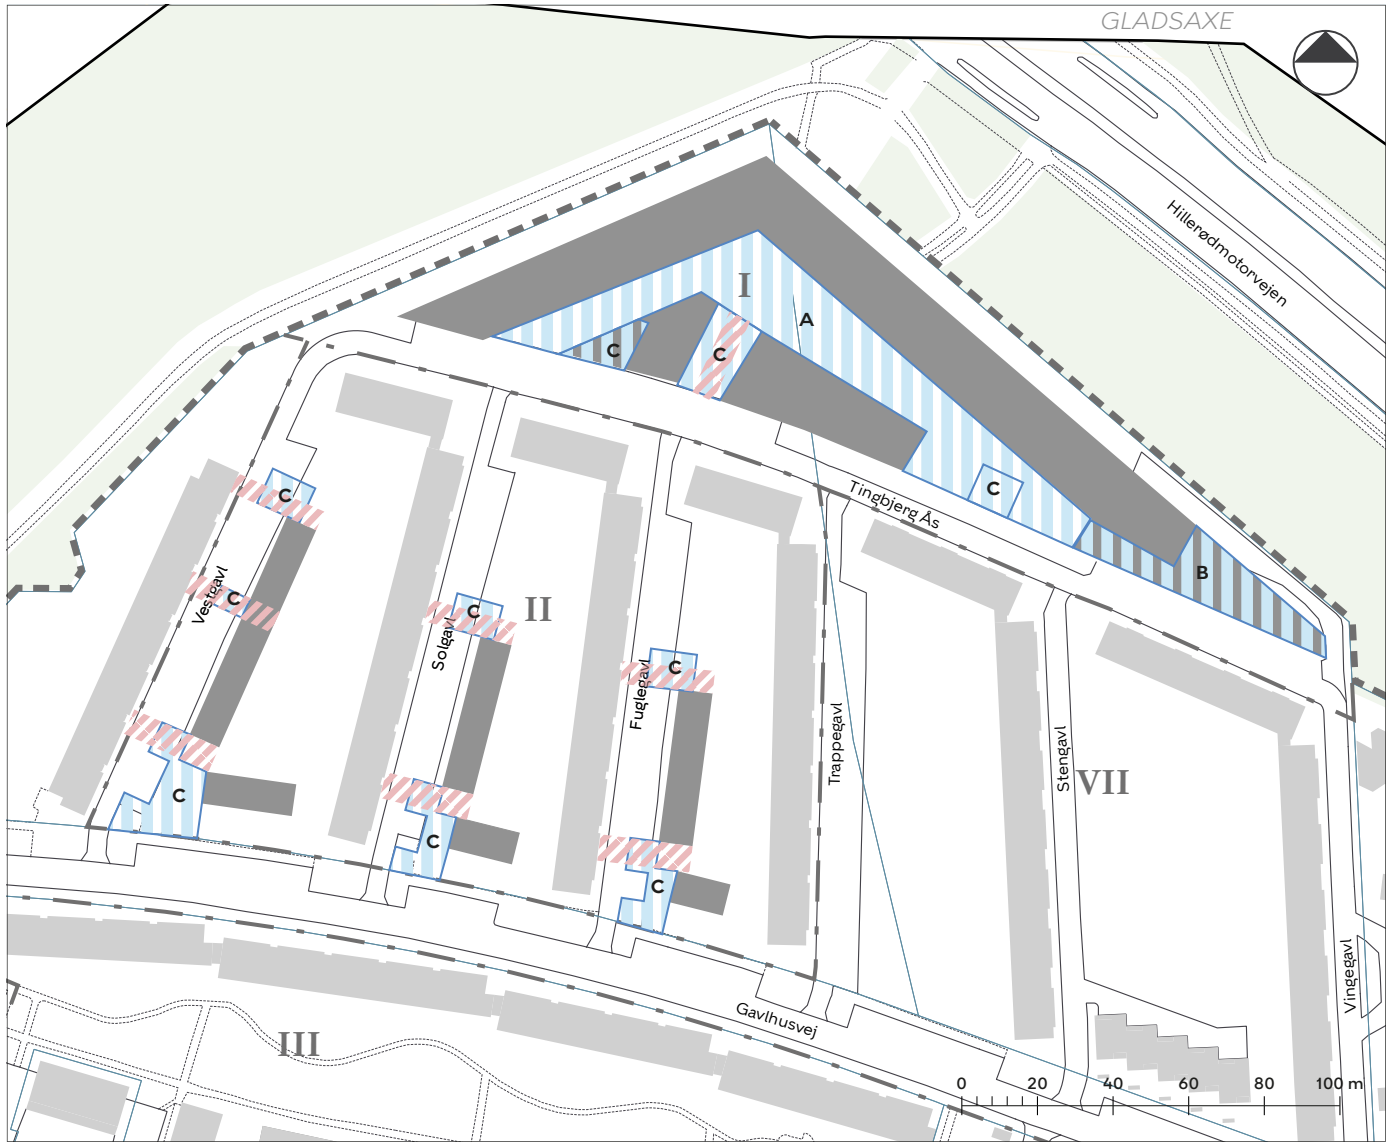 GLADSAXE
Hillerødmotorvejen
I
A
C
C
C
Tingbjerg Ås
B
C
C
Vestgavl
C
II
Solgavl
C
Fuglegavl
Trappegavl
Stengavl
VII
C
C
C
Vingegavl
Gavlhusvej
III
0 20 40 60 80 100 m